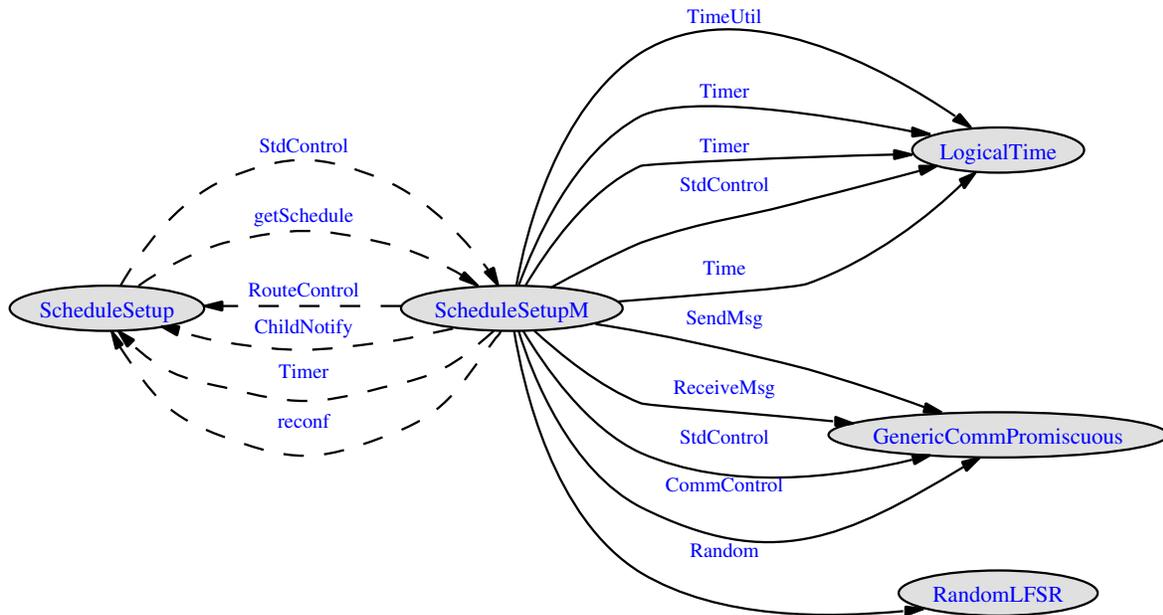 TimeUtil
Timer
StdControl
Timer
LogicalTime
StdControl
getSchedule
Time
RouteControl
ScheduleSetup
ScheduleSetupM
SendMsg
ChildNotify
Timer
ReceiveMsg
reconf
StdControl
GenericCommPromiscuous
CommControl
Random
RandomLFSR